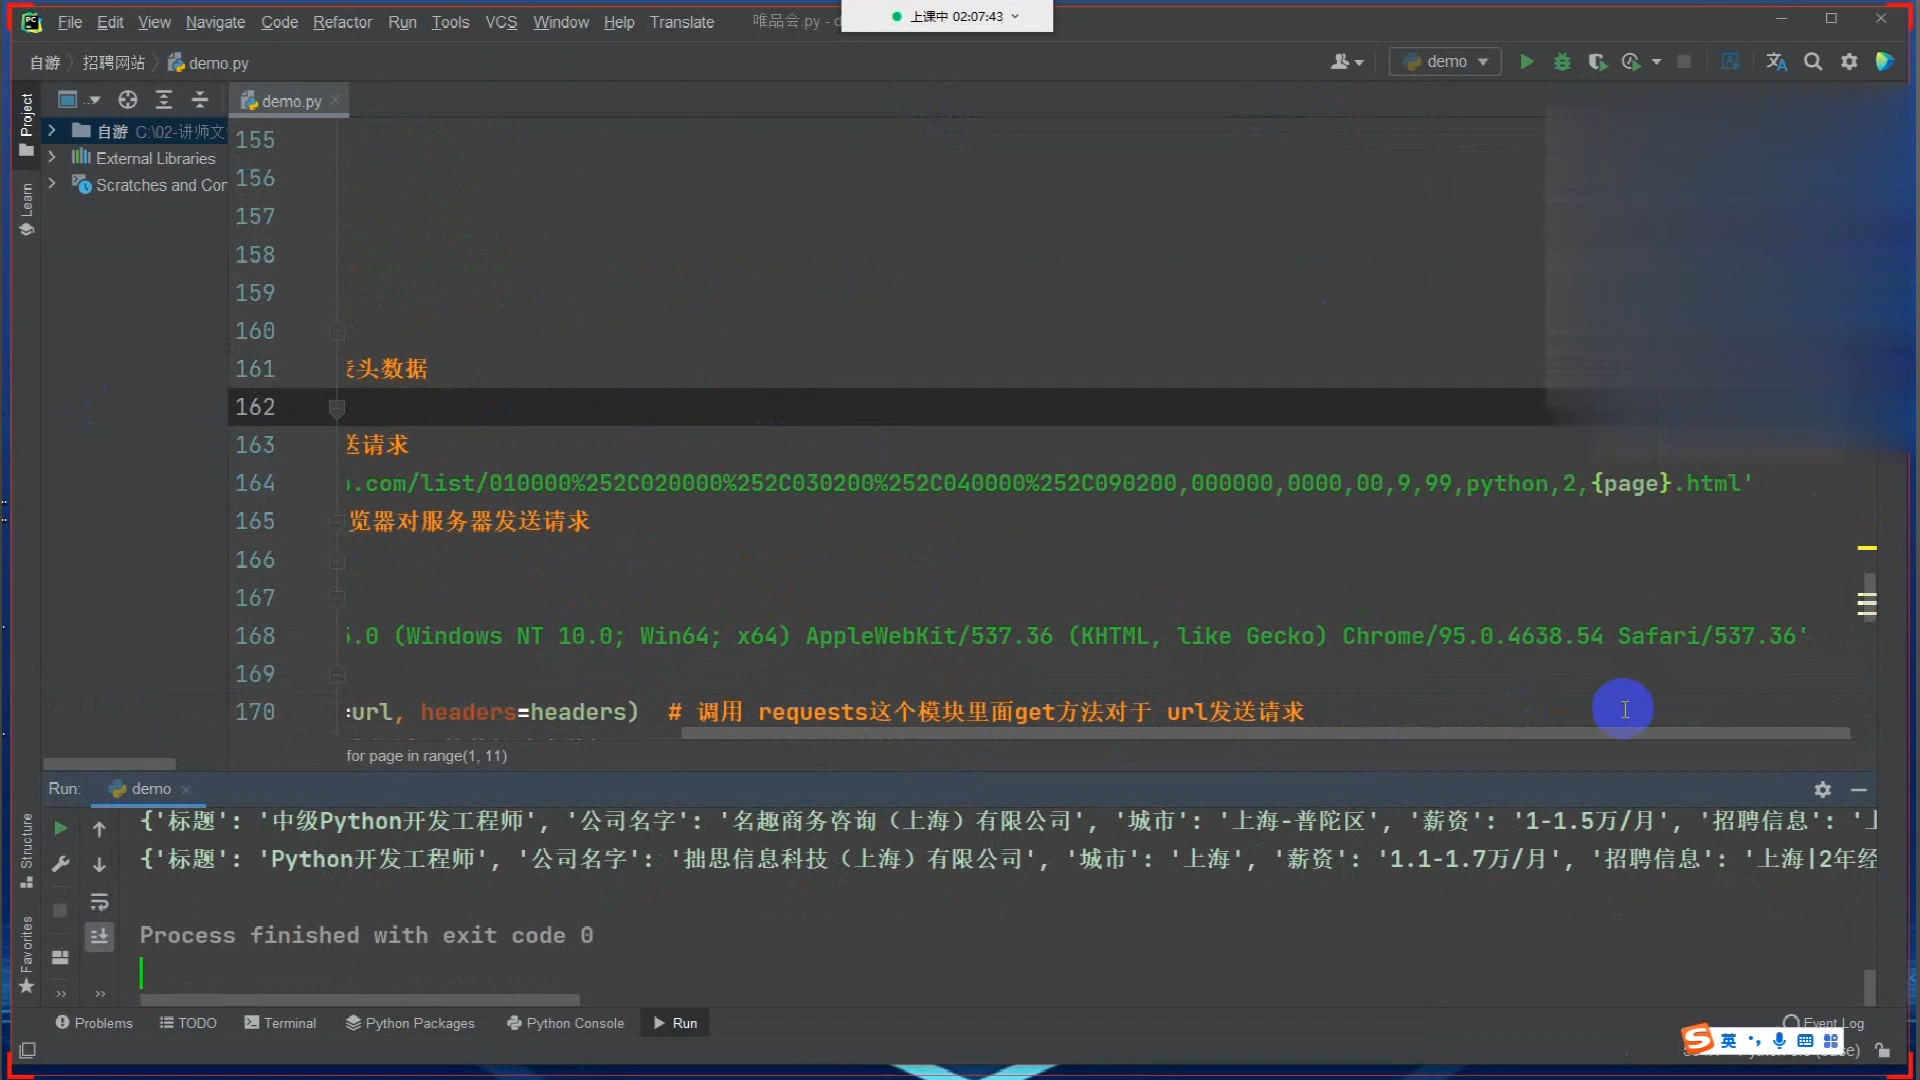 File Edit View Navigate Code Refactor Run Tools VCS Window Help Translate 唯品会.py - d
上课中 02:07:43
自游 招聘网站 demo.py
demo
Project
Learn
Structure
Favorites
自游 C:\02-讲师文
External Libraries
Scratches and Con
demo.py
155
156
157
158
159
160
161 头数据
162
163 送请求
164 .com/list/010000%252C020000%252C030200%252C040000%252C090200,000000,0000,00,9,99,python,2,{page}.html'
165 览器对服务器发送请求
166
167
168 5.0 (Windows NT 10.0; Win64; x64) AppleWebKit/537.36 (KHTML, like Gecko) Chrome/95.0.4638.54 Safari/537.36'
169
170 =url, headers=headers) # 调用 requests这个模块里面get方法对于 url发送请求
for page in range(1, 11)
Run: demo
{'标题': '中级Python开发工程师', '公司名字': '名趣商务咨询（上海）有限公司', '城市': '上海-普陀区', '薪资': '1-1.5万/月', '招聘信息': '上
{'标题': 'Python开发工程师', '公司名字': '拙思信息科技（上海）有限公司', '城市': '上海', '薪资': '1.1-1.7万/月', '招聘信息': '上海|2年经
Process finished with exit code 0
Problems TODO Terminal Python Packages Python Console Run Event Log
英